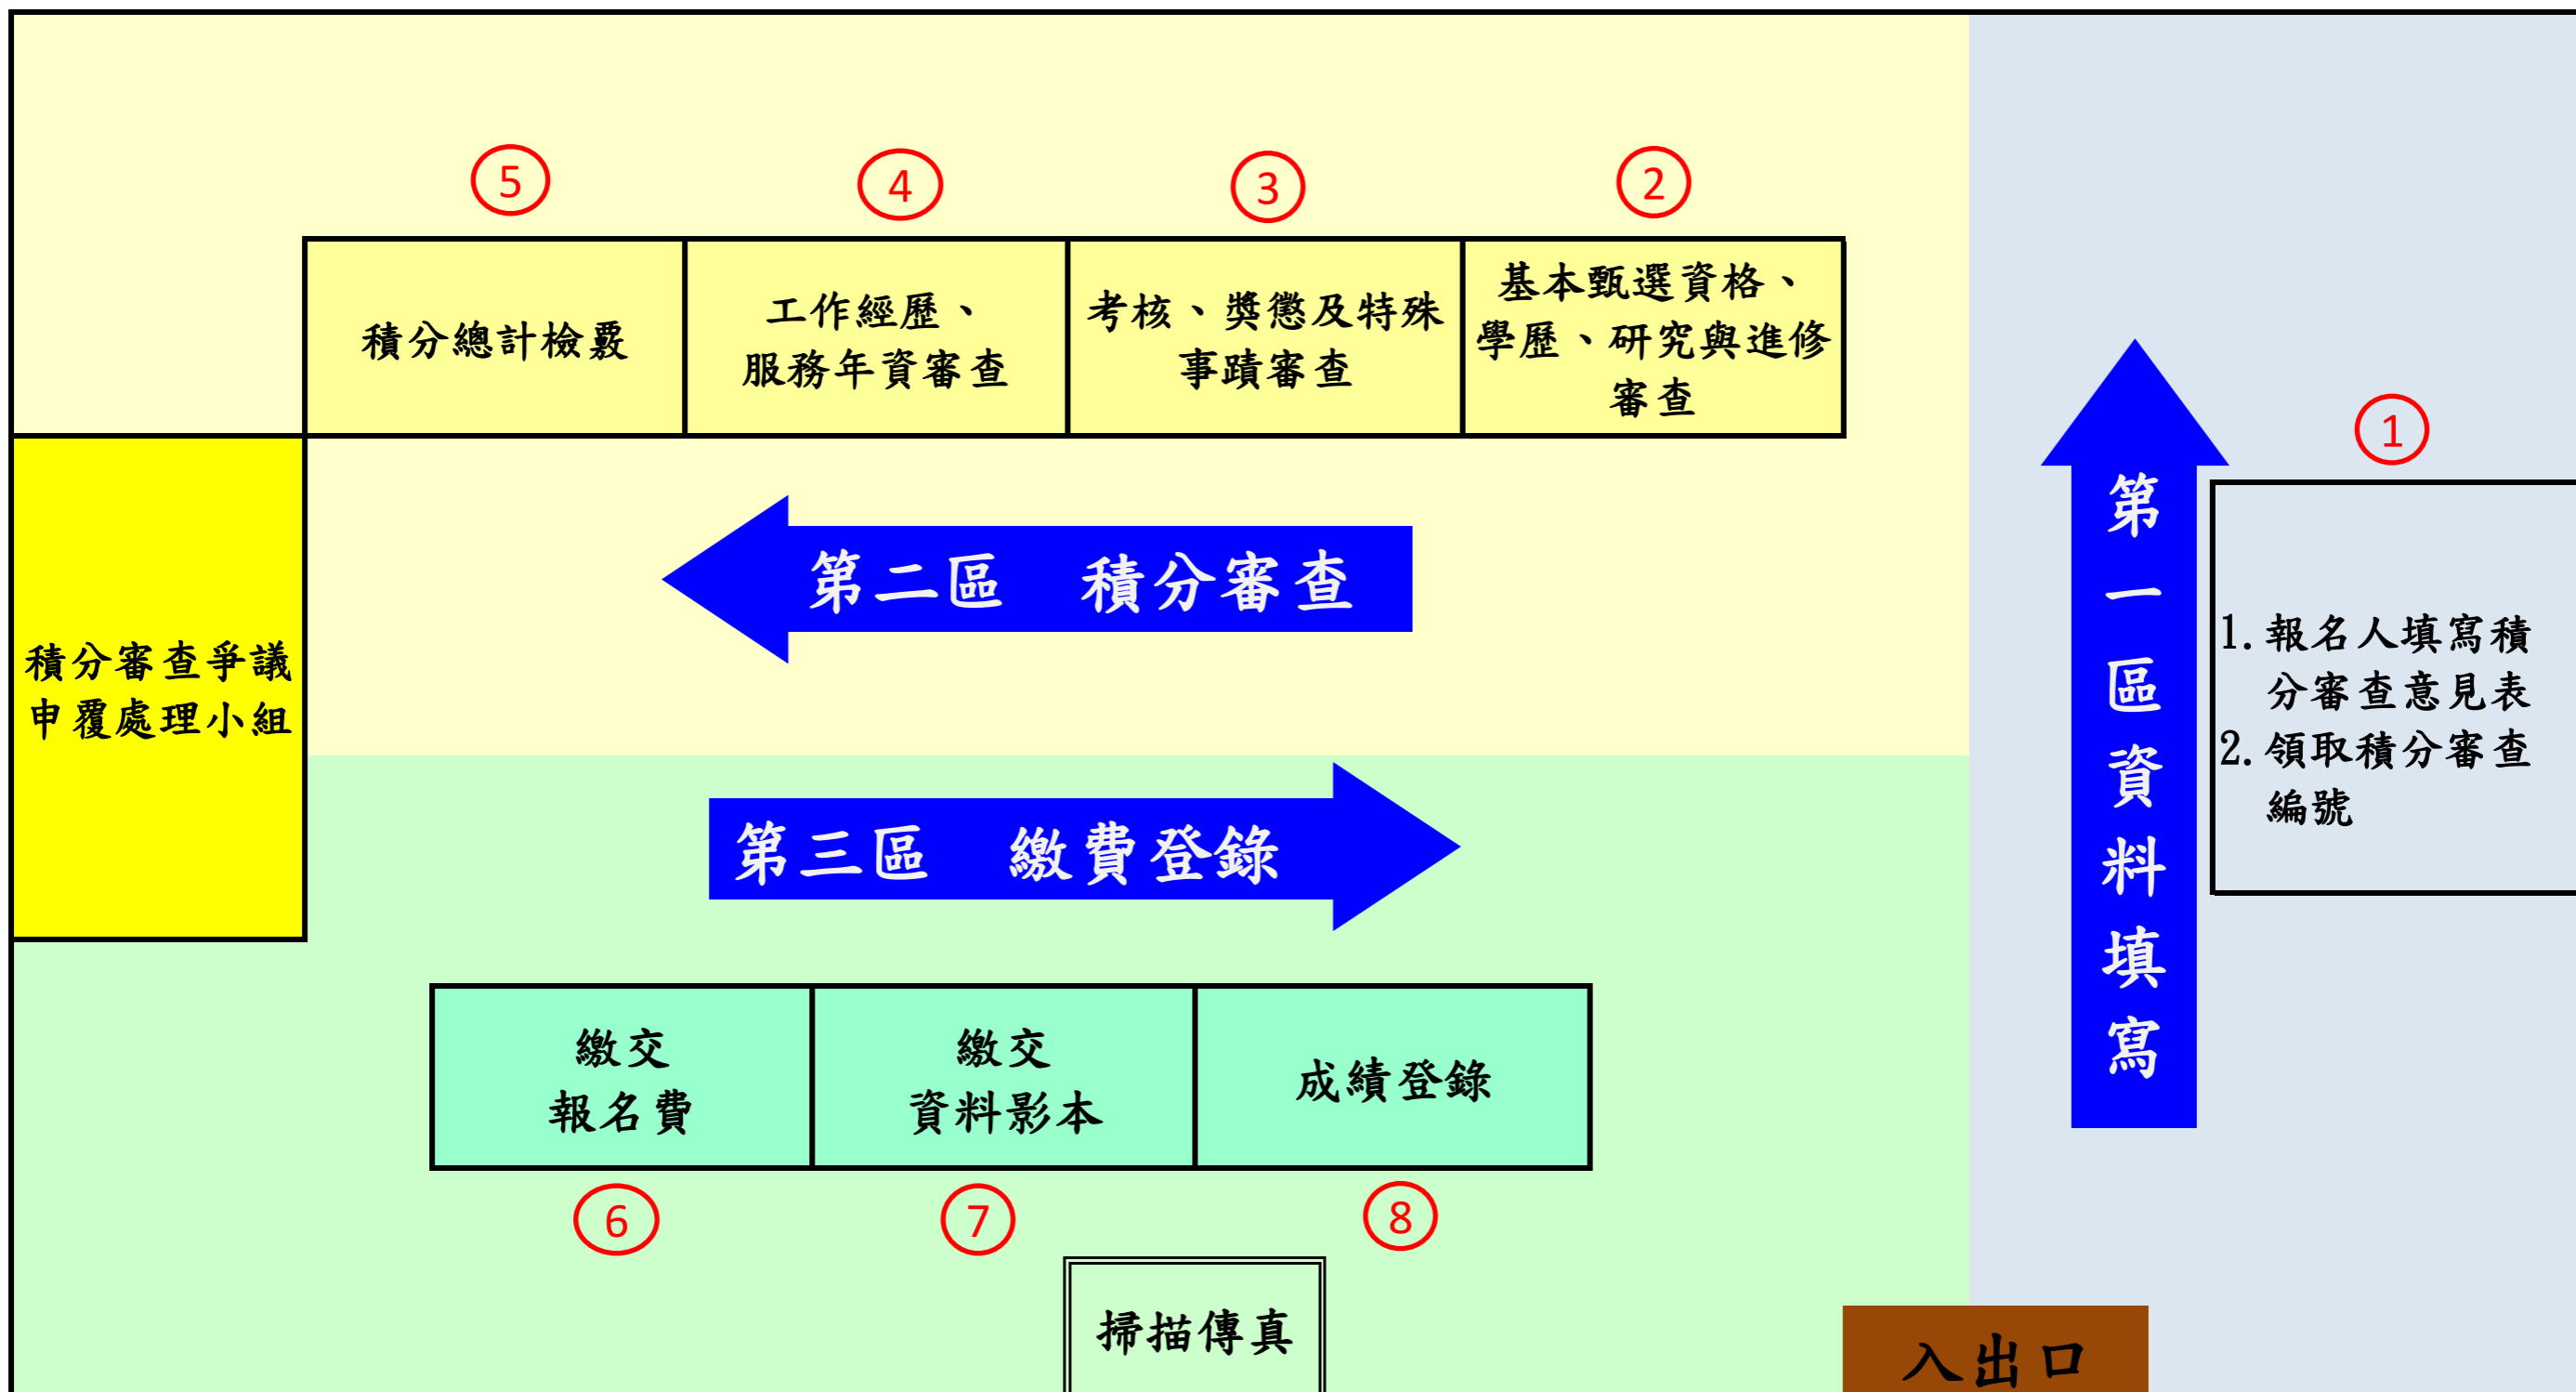 ⑤
④
③
②
積分總計檢覈
工作經歷、
服務年資審查
考核、獎懲及特殊
事蹟審查
基本甄選資格、
學歷、研究與進修
審查
①
第一區資料填寫
1.報名人填寫積
分審查意見表
2.領取積分審查
編號
第二區 積分審查
積分審查爭議
申覆處理小組
第三區 繳費登錄
繳交
報名費
繳交
資料影本
成績登錄
⑥
⑦
⑧
掃描傳真
入出口